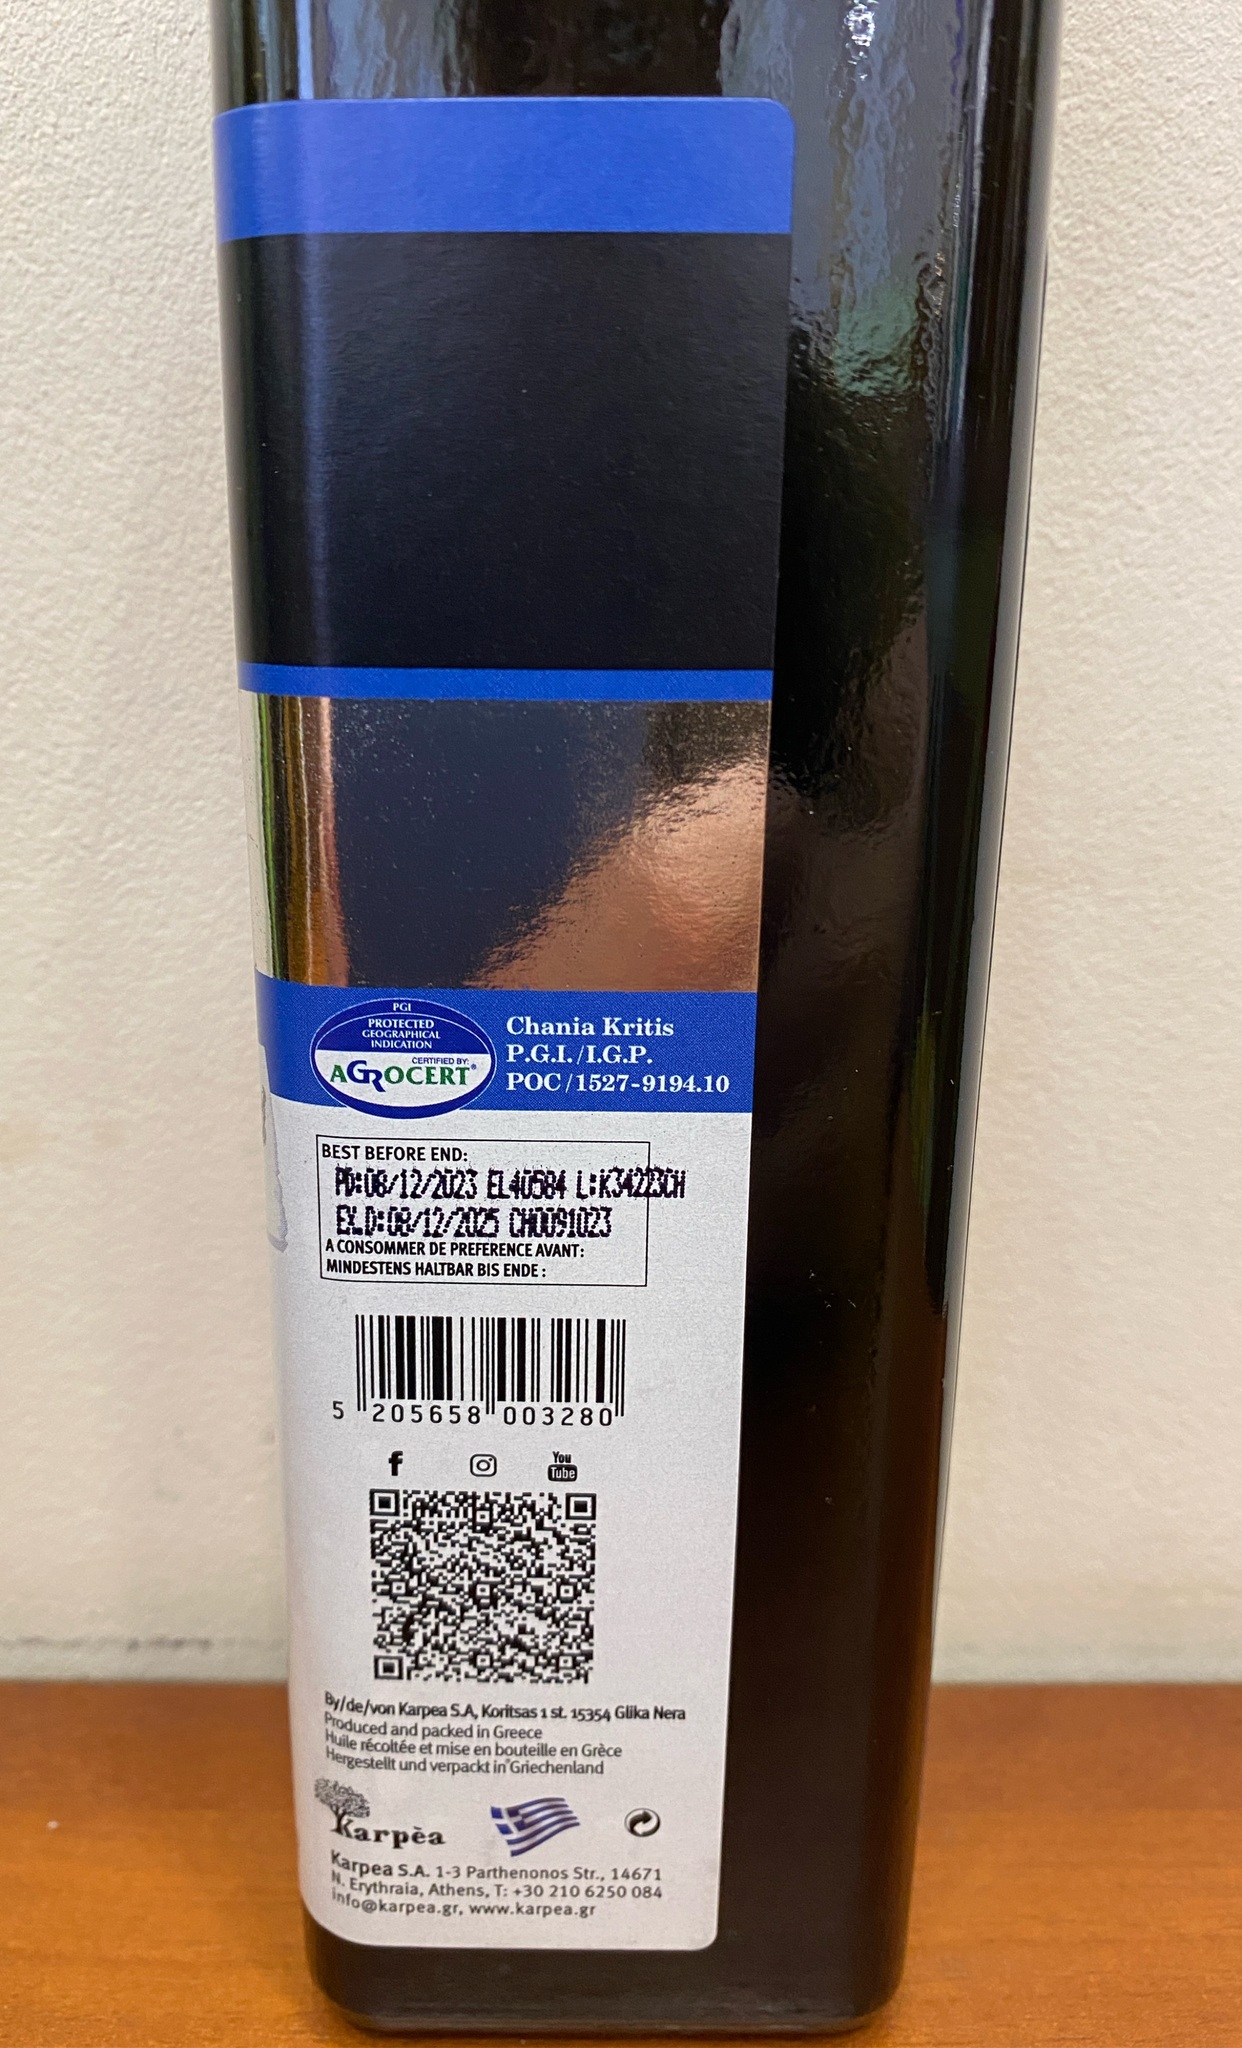 PGI
PROTECTED
GEOGRAPHICAL
INDICATION
CERTIFIED BY:
AGROCERT®
Chania Kritis
P.G.I./I.G.P.
POC/1527-9194.10
BEST BEFORE END:
PD:08/12/2023 EL40584 L:K34223CH
EX.D:08/12/2025 CH0091023
A CONSOMMER DE PREFERENCE AVANT:
MINDESTENS HALTBAR BIS ENDE :
5 205658 003280
f
You
Tube
By/de/von Karpea S.A, Koritsas 1 st. 15354 Glika Nera
Produced and packed in Greece
Huile récoltée et mise en bouteille en Grèce
Hergestellt und verpackt in Griechenland
Karpèa
Karpea S.A. 1-3 Parthenonos Str., 14671
N. Erythraia, Athens, T: +30 210 6250 084
info@karpea.gr, www.karpea.gr